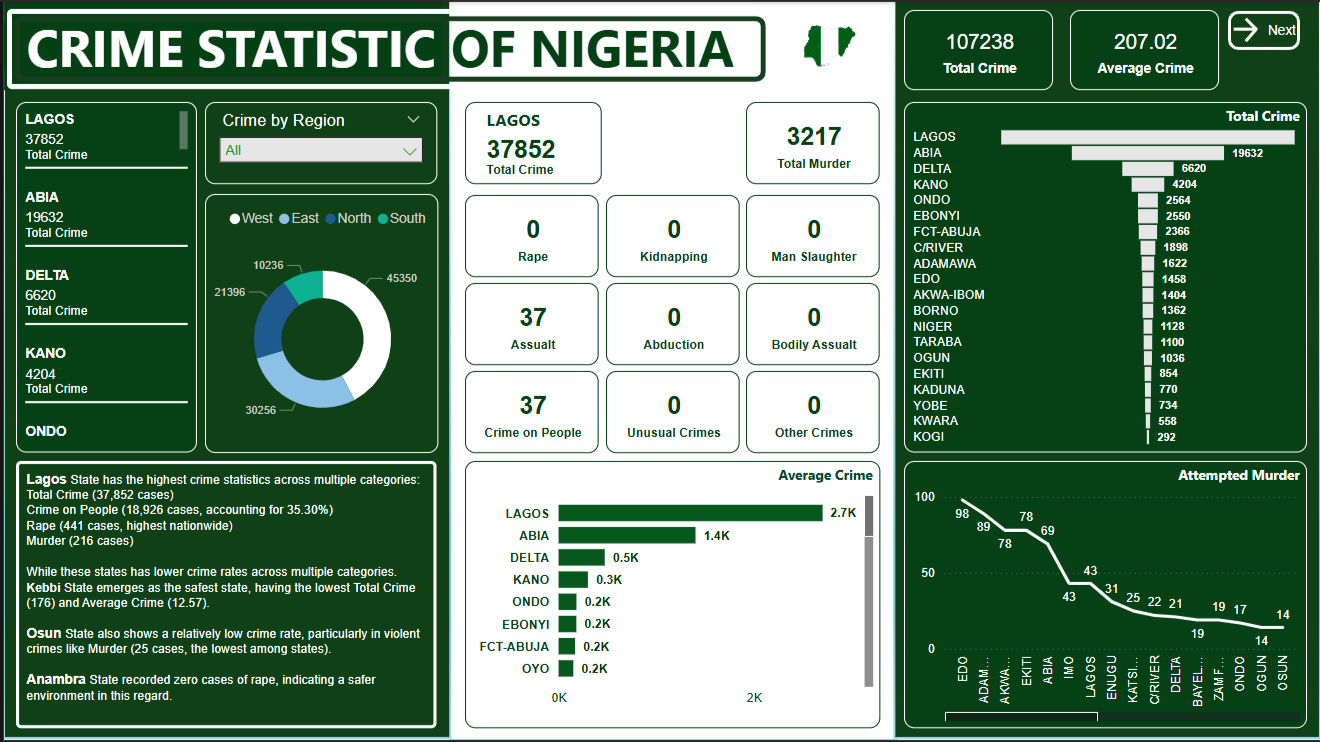 CRIME STATISTIC OF NIGERIA
107238
Total Crime
207.02
Average Crime
Next
LAGOS
37852
Total Crime
ABIA
19632
Total Crime
DELTA
6620
Total Crime
KANO
4204
Total Crime
ONDO
Crime by Region
All
West East North South
10236
45350
21396
30256
Lagos State has the highest crime statistics across multiple categories:
Total Crime (37,852 cases)
Crime on People (18,926 cases, accounting for 35.30%)
Rape (441 cases, highest nationwide)
Murder (216 cases)
While these states has lower crime rates across multiple categories.
Kebbi State emerges as the safest state, having the lowest Total Crime
(176) and Average Crime (12.57).
Osun State also shows a relatively low crime rate, particularly in violent
crimes like Murder (25 cases, the lowest among states).
Anambra State recorded zero cases of rape, indicating a safer
environment in this regard.
LAGOS
37852
Total Crime
3217
Total Murder
0
Rape
0
Kidnapping
0
Man Slaughter
37
Assualt
0
Abduction
0
Bodily Assualt
37
Crime on People
0
Unusual Crimes
0
Other Crimes
Average Crime
LAGOS 2.7K
ABIA 1.4K
DELTA 0.5K
KANO 0.3K
ONDO 0.2K
EBONYI 0.2K
FCT-ABUJA 0.2K
OYO 0.2K
0K 2K
Total Crime
LAGOS
ABIA 19632
DELTA 6620
KANO 4204
ONDO 2564
EBONYI 2550
FCT-ABUJA 2366
C/RIVER 1898
ADAMAWA 1622
EDO 1458
AKWA-IBOM 1404
BORNO 1362
NIGER 1128
TARABA 1100
OGUN 1036
EKITI 854
KADUNA 770
YOBE 734
KWARA 558
KOGI 292
Attempted Murder
100
50
0
98
89
78
78
69
43
43
31
25
22
21
19
19
17
14
14
EDO
ADAM...
AKWA...
EKITI
ABIA
IMO
LAGOS
ENUGU
KATSI...
C/RIVER
DELTA
BAYEL...
ZAMF...
ONDO
OGUN
OSUN